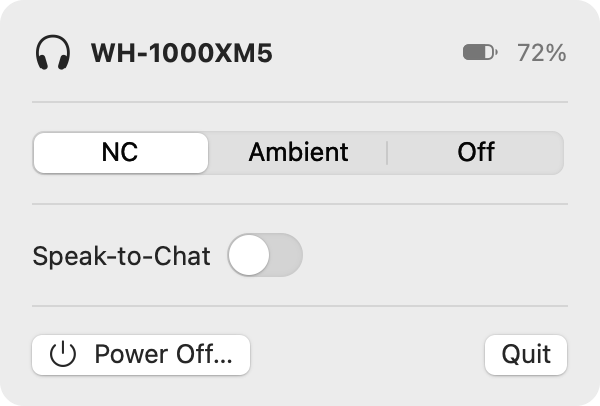 WH-1000XM5 72%
NC Ambient Off
Speak-to-Chat
Power Off... Quit